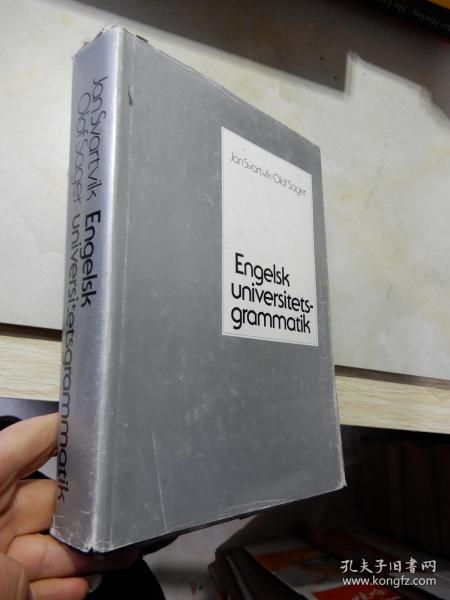 Jan Svartvik Engelsk
Olof Sager universitetsgrammatik
Jan Svartvik Olof Sager
Engelsk
universitets-
grammatik
孔夫子旧书网
www.kongfz.com